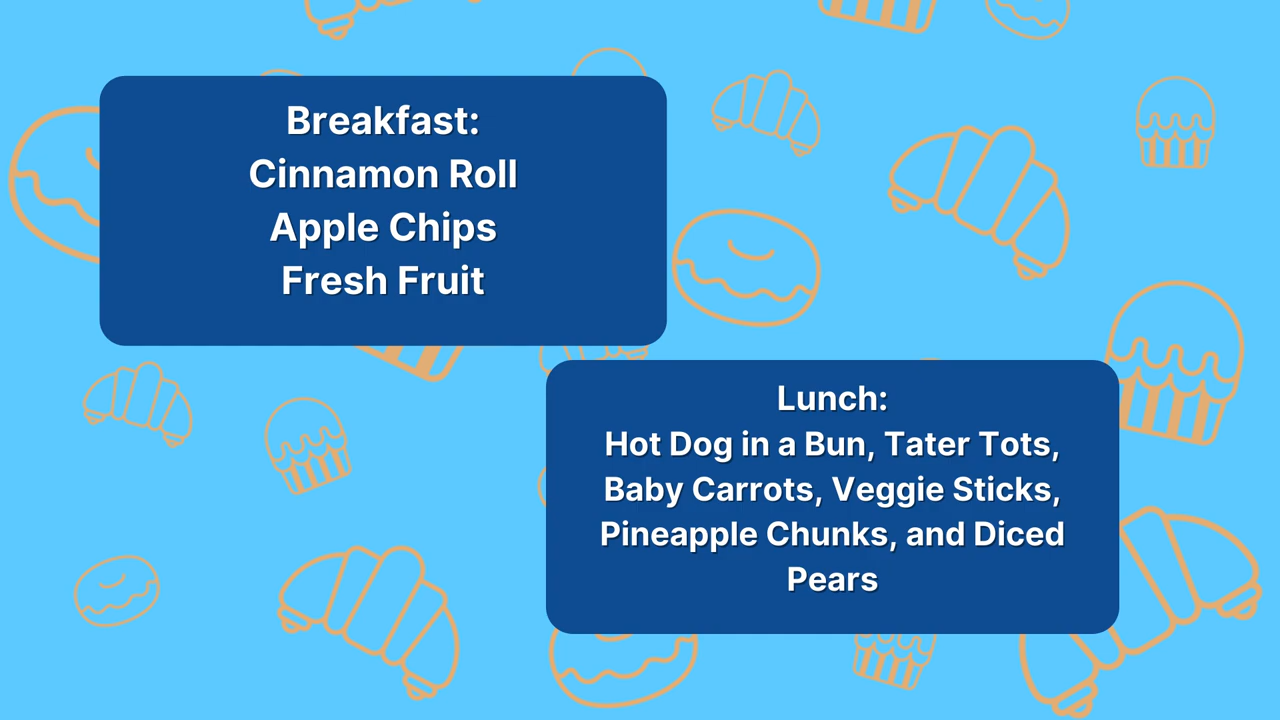 Breakfast:
Cinnamon Roll
Apple Chips
Fresh Fruit
Lunch:
Hot Dog in a Bun, Tater Tots,
Baby Carrots, Veggie Sticks,
Pineapple Chunks, and Diced
Pears